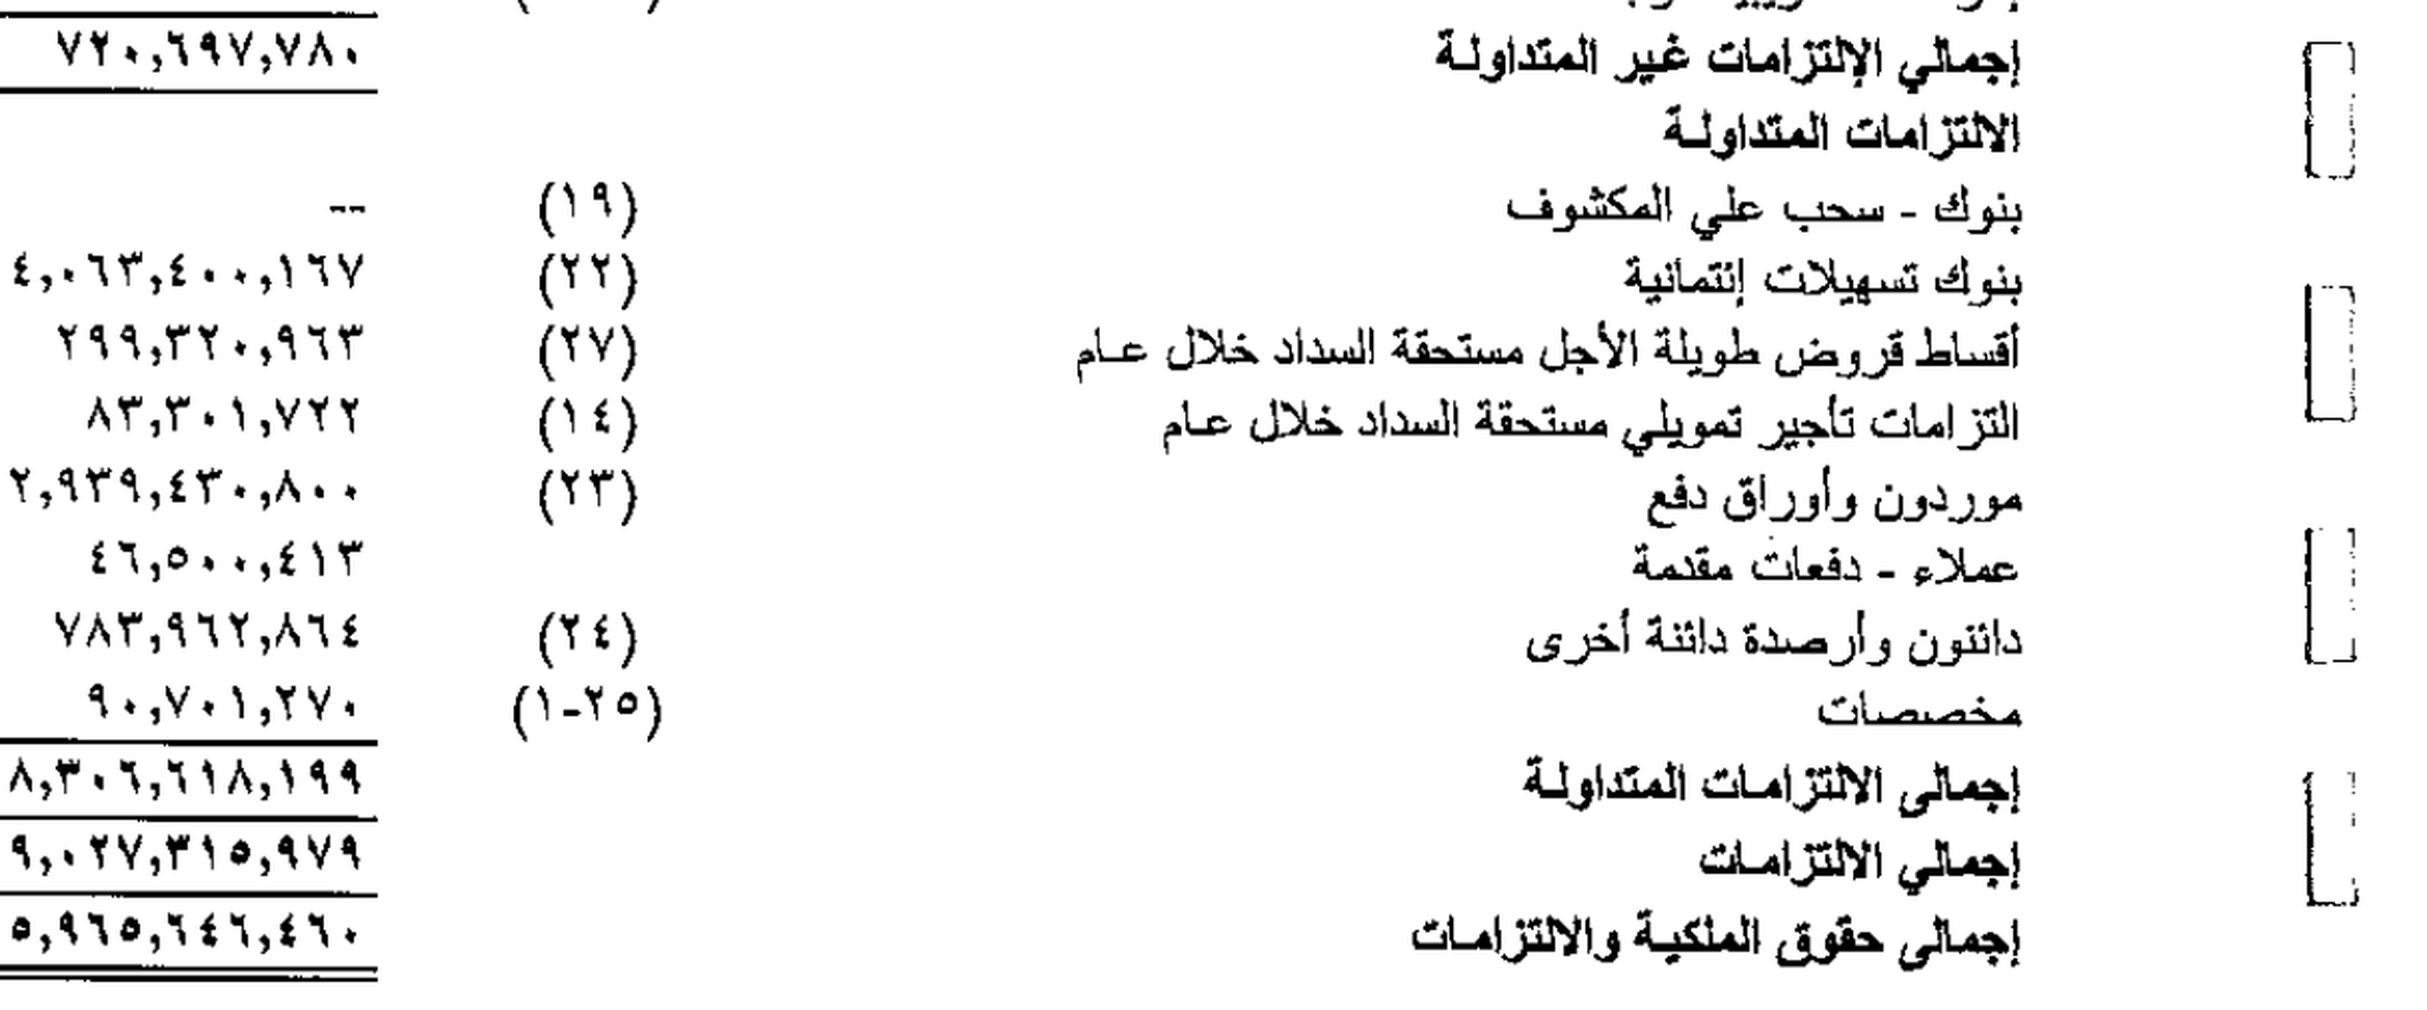 إجمالي الإلتزامات غير المتداولة ٧٢٠,٦٩٧,٧٨٠
الالتزامات المتداولة
بنوك - سحب علي المكشوف (١٩) --
بنوك تسهيلات إنتمانية (٢٢) ٤,٠٦٣,٤٠٠,١٦٧
أقساط قروض طويلة الأجل مستحقة السداد خلال عام (٢٧) ٢٩٩,٣٢٠,٩٦٣
التزامات تأجير تمويلي مستحقة السداد خلال عام (١٤) ٨٣,٣٠١,٧٢٢
موردون وأوراق دفع (٢٣) ٢,٩٣٩,٤٣٠,٨٠٠
عملاء - دفعات مقدمة ٤٦,٥٠٠,٤١٣
دائنون وأرصدة دائنة أخرى (٢٤) ٧٨٣,٩٦٢,٨٦٤
مخصصات (٢٥-١) ٩٠,٧٠١,٢٧٠
إجمالى الالتزامات المتداولة ٨,٣٠٦,٦١٨,١٩٩
إجمالي الالتزامات ٩,٠٢٧,٣١٥,٩٧٩
إجمالى حقوق الملكية والالتزامات ٥,٩٦٥,٦٤٦,٤٦٠